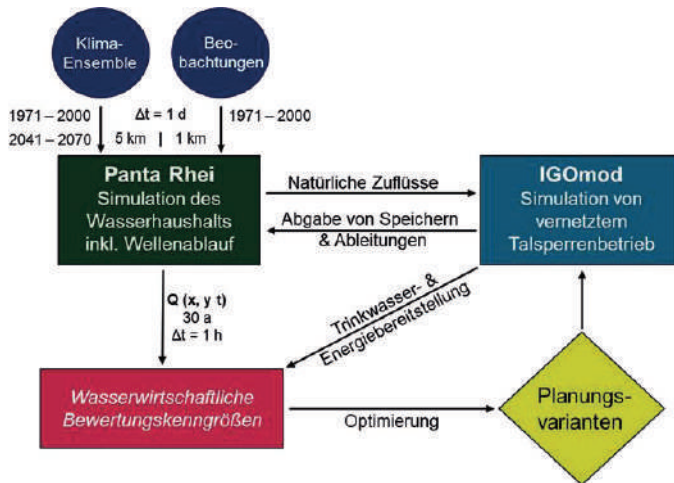 Klima-
Ensemble
Beo-
bachtungen
1971 – 2000
Δt = 1 d
1971 – 2000
2041 – 2070
5 km | 1 km
Panta Rhei
Simulation des
Wasserhaushalts
inkl. Wellenablauf
Natürliche Zuflüsse
Abgabe von Speichern
& Ableitungen
IGOmod
Simulation von
vernetztem
Talsperrenbetrieb
Q (x, y t)
30 a
Δt = 1 h
Trinkwasser- &
Energiebereitstellung
Wasserwirtschaftliche
Bewertungskenngrößen
Optimierung
Planungs-
varianten